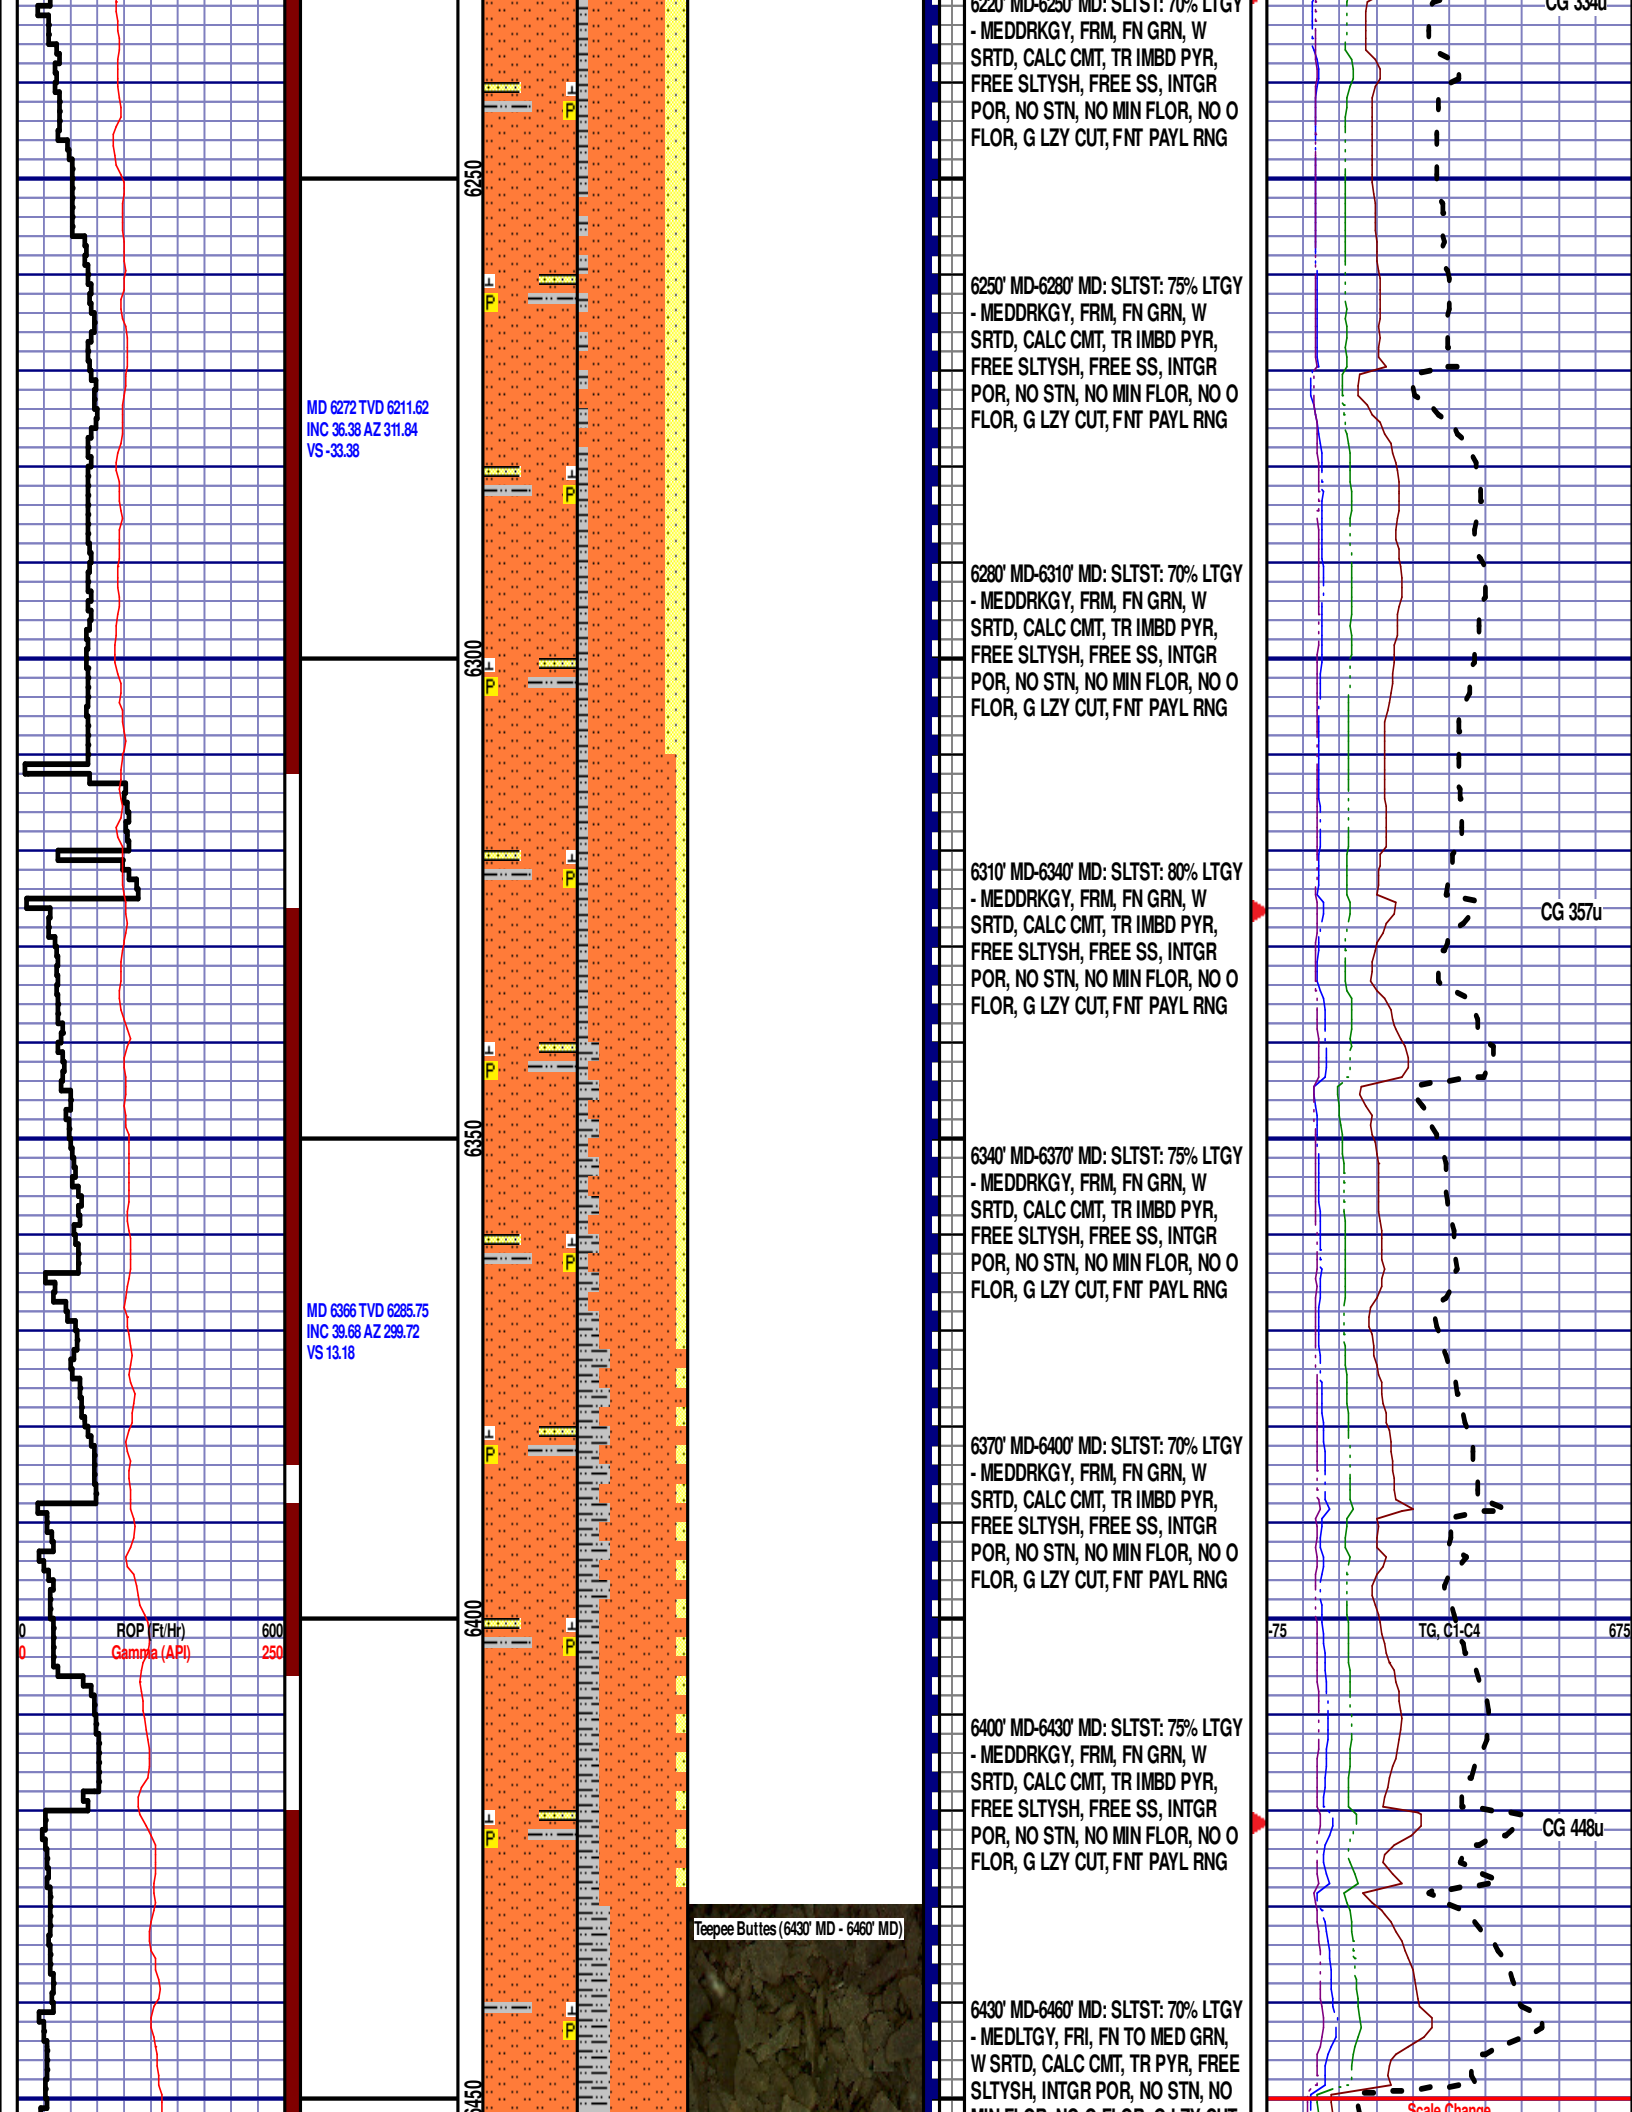 6220' MD-6250' MD: SLTST: 70% LTGY
- MEDDRKGY, FRM, FN GRN, W
SRTD, CALC CMT, TR IMBD PYR,
FREE SLTYSH, FREE SS, INTGR
POR, NO STN, NO MIN FLOR, NO O
FLOR, G LZY CUT, FNT PAYL RNG
CG 334u
P
6250
6250' MD-6280' MD: SLTST: 75% LTGY
- MEDDRKGY, FRM, FN GRN, W
SRTD, CALC CMT, TR IMBD PYR,
FREE SLTYSH, FREE SS, INTGR
POR, NO STN, NO MIN FLOR, NO O
FLOR, G LZY CUT, FNT PAYL RNG
P
MD 6272 TVD 6211.62
INC 36.38 AZ 311.84
VS -33.38
P
6280' MD-6310' MD: SLTST: 70% LTGY
- MEDDRKGY, FRM, FN GRN, W
SRTD, CALC CMT, TR IMBD PYR,
FREE SLTYSH, FREE SS, INTGR
POR, NO STN, NO MIN FLOR, NO O
FLOR, G LZY CUT, FNT PAYL RNG
6300
P
P
6310' MD-6340' MD: SLTST: 80% LTGY
- MEDDRKGY, FRM, FN GRN, W
SRTD, CALC CMT, TR IMBD PYR,
FREE SLTYSH, FREE SS, INTGR
POR, NO STN, NO MIN FLOR, NO O
FLOR, G LZY CUT, FNT PAYL RNG
CG 357u
P
6350
6340' MD-6370' MD: SLTST: 75% LTGY
- MEDDRKGY, FRM, FN GRN, W
SRTD, CALC CMT, TR IMBD PYR,
FREE SLTYSH, FREE SS, INTGR
POR, NO STN, NO MIN FLOR, NO O
FLOR, G LZY CUT, FNT PAYL RNG
P
MD 6366 TVD 6285.75
INC 39.68 AZ 299.72
VS 13.18
P
6370' MD-6400' MD: SLTST: 70% LTGY
- MEDDRKGY, FRM, FN GRN, W
SRTD, CALC CMT, TR IMBD PYR,
FREE SLTYSH, FREE SS, INTGR
POR, NO STN, NO MIN FLOR, NO O
FLOR, G LZY CUT, FNT PAYL RNG
6400
0 ROP (Ft/Hr) 600
0 Gamma (API) 250
P
-75 TG, C1-C4 675
6400' MD-6430' MD: SLTST: 75% LTGY
- MEDDRKGY, FRM, FN GRN, W
SRTD, CALC CMT, TR IMBD PYR,
FREE SLTYSH, FREE SS, INTGR
POR, NO STN, NO MIN FLOR, NO O
FLOR, G LZY CUT, FNT PAYL RNG
CG 448u
P
Teepee Buttes (6430' MD - 6460' MD)
P
6430' MD-6460' MD: SLTST: 70% LTGY
- MEDLTGY, FRI, FN TO MED GRN,
W SRTD, CALC CMT, TR PYR, FREE
SLTYSH, INTGR POR, NO STN, NO
MIN FLOR, NO O FLOR, G LZY CUT
6450
Scale Change